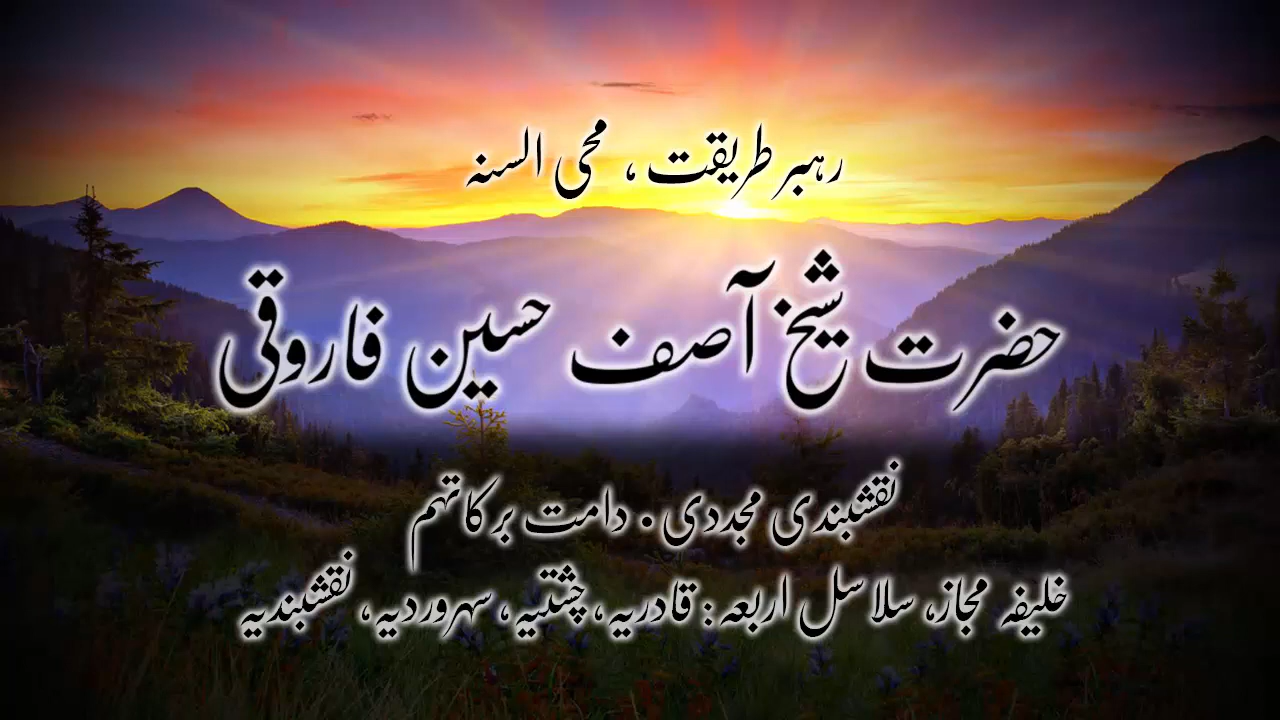 رہبر طریقت ، محی السنہ
حضرت شیخ آصف حسین فاروقی
نقشبندی مجددی ۔ دامت برکاتہم
خلیفہ مجاز، سلاسل اربعہ : قادریہ، چشتیہ، سہروردیہ، نقشبندیہ